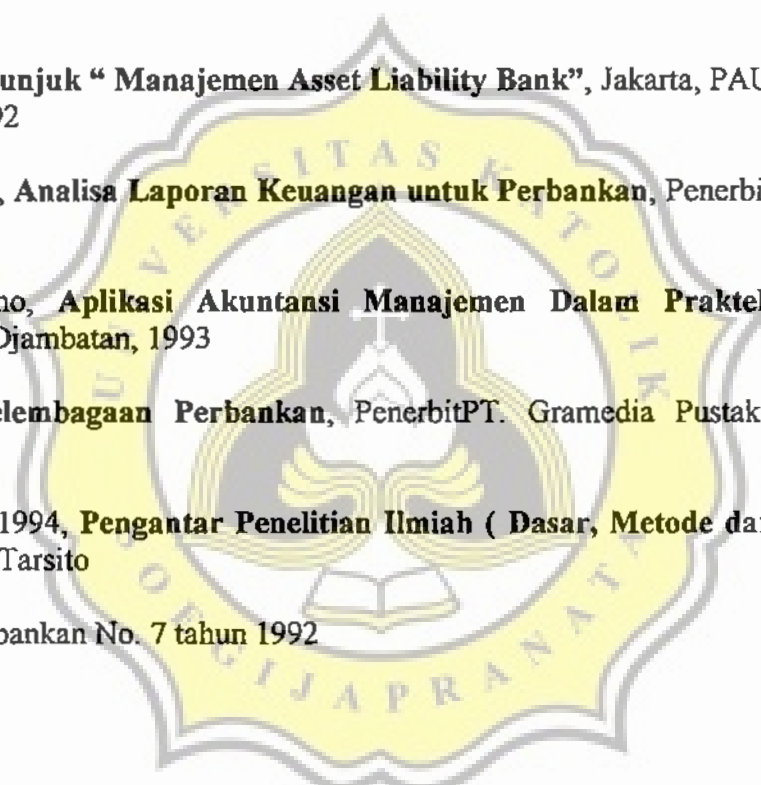 unjuk “ Manajemen Asset Liability Bank”, Jakarta, PAU
92
, Analisa Laporan Keuangan untuk Perbankan, Penerbi
no, Aplikasi Akuntansi Manajemen Dalam Praktek
Djambatan, 1993
elembagaan Perbankan, PenerbitPT. Gramedia Pustak
1994, Pengantar Penelitian Ilmiah ( Dasar, Metode da
Tarsito
bankan No. 7 tahun 1992
UNIVERSITAS KATOLIK
SOEGIJAPRANATA